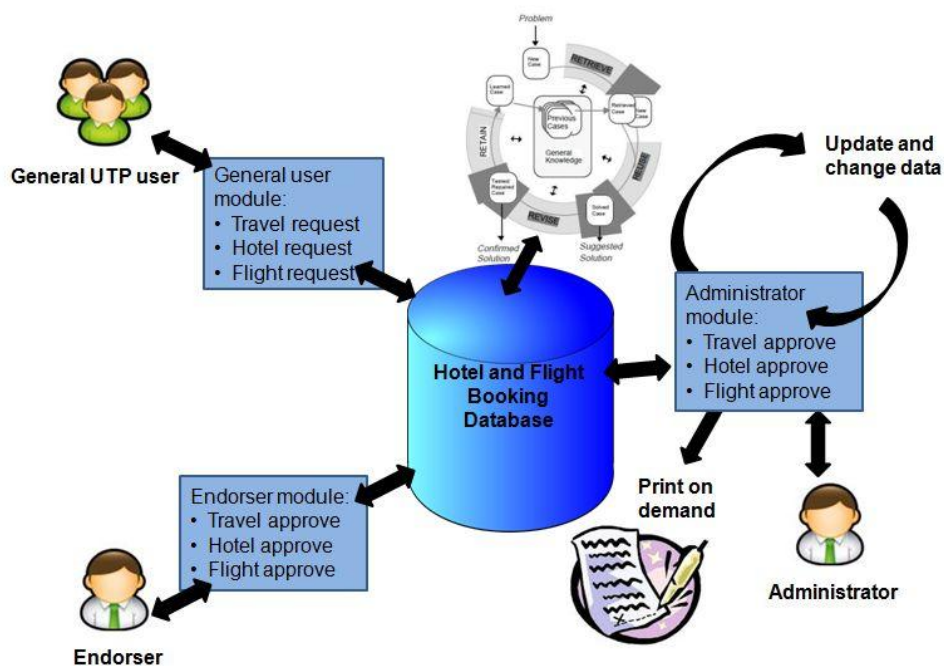 General UTP user
General user
module:
• Travel request
• Hotel request
• Flight request
Problem
New
Case
RETRIEVE
Learned
Case
Retrieved
Case
New
Case
Previous
Cases
General
Knowledge
RETAIN
REUSE
Tested/
Repaired
Case
Solved
Case
REVISE
Confirmed
Solution
Suggested
Solution
Update and
change data
Administrator
module:
• Travel approve
• Hotel approve
• Flight approve
Hotel and Flight
Booking
Database
Endorser module:
• Travel approve
• Hotel approve
• Flight approve
Print on
demand
Administrator
Endorser